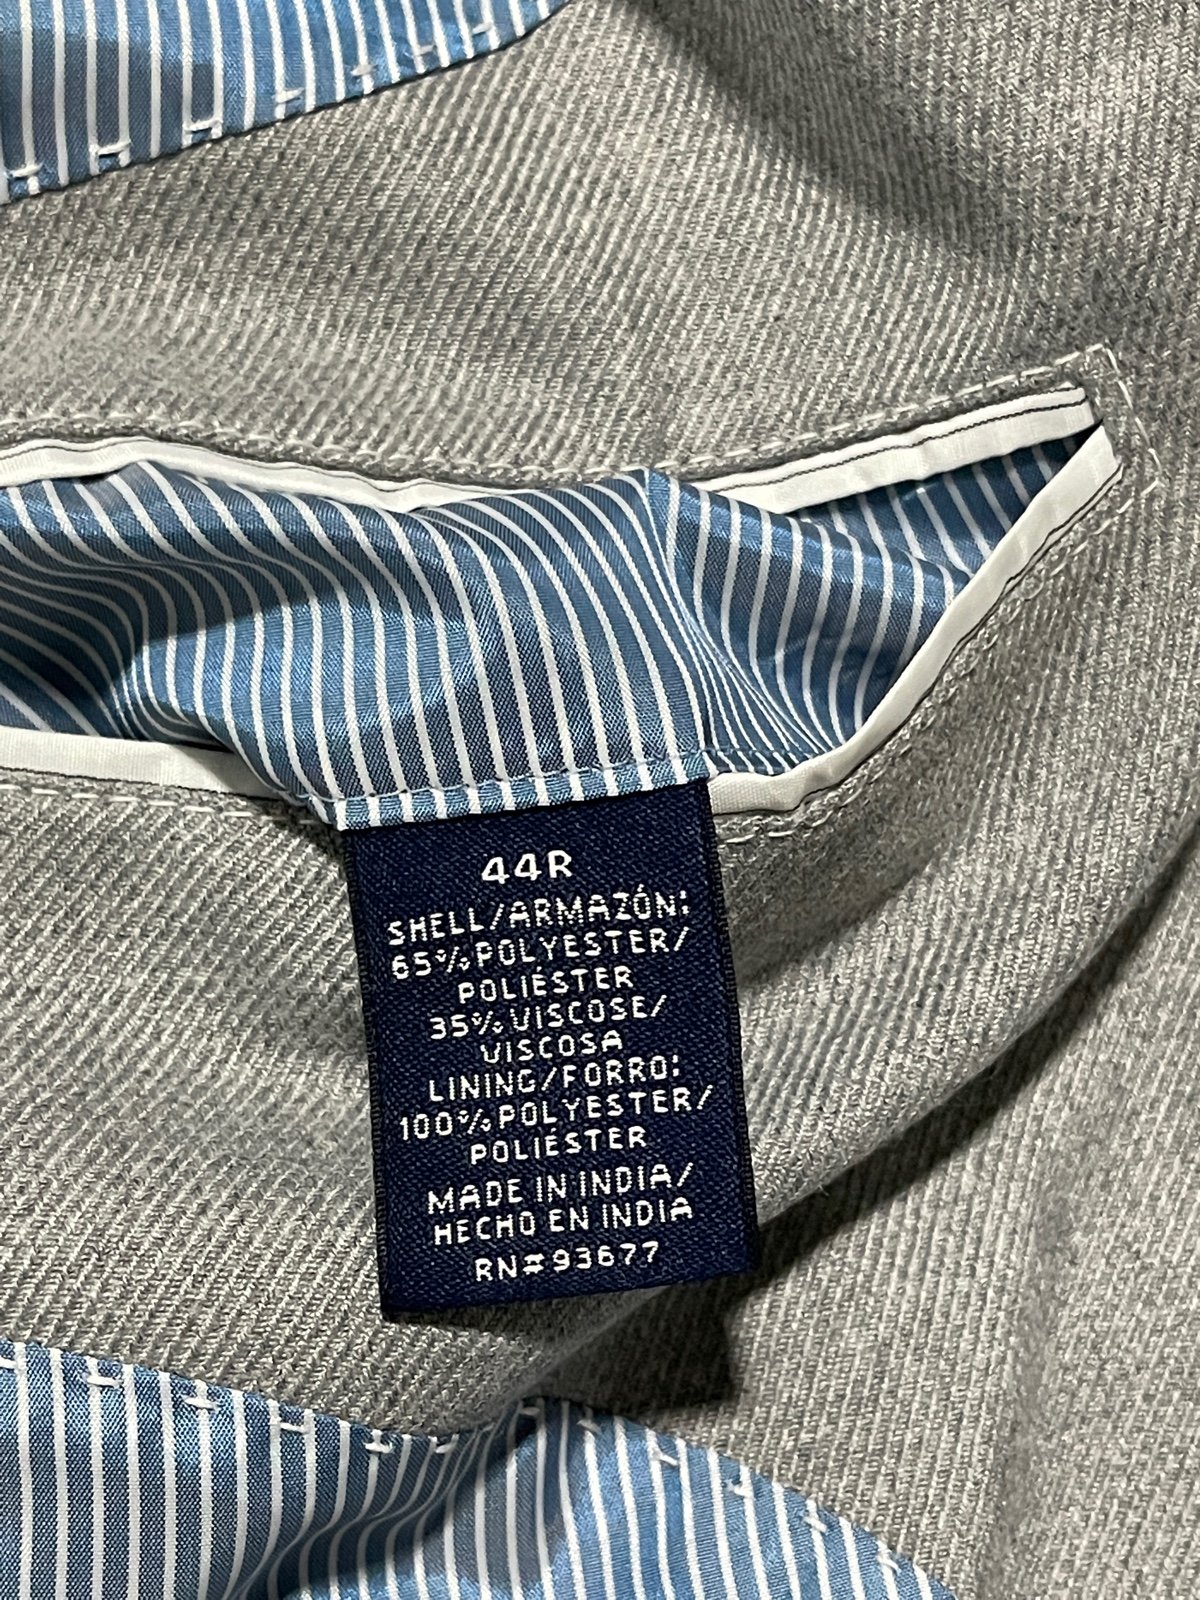 44R
SHELL/ARMAZÓN:
65% POLYESTER/
POLIÉSTER
35% VISCOSE/
VISCOSA
LINING/FORRO:
100% POLYESTER/
POLIÉSTER
MADE IN INDIA/
HECHO EN INDIA
RN#93677